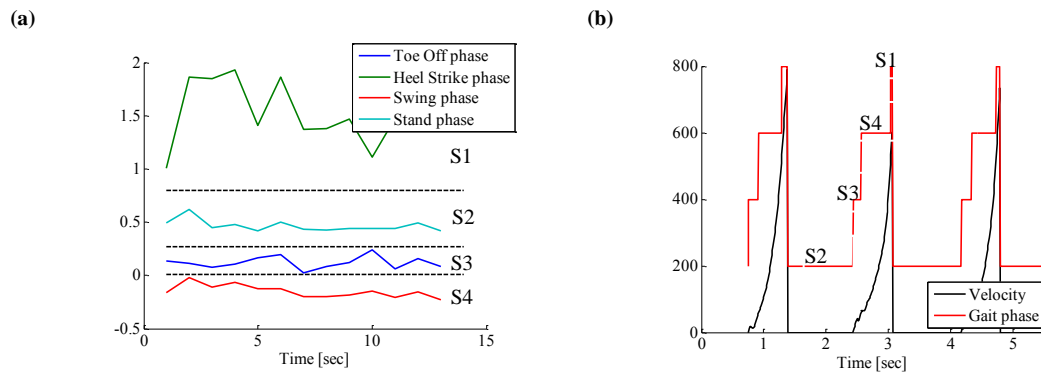 (a)
2
1.5
1
0.5
0
-0.5
0
5
10
15
Time [sec]
Toe Off phase
Heel Strike phase
Swing phase
Stand phase
S1
S2
S3
S4
(b)
800
600
400
200
0
0
1
2
3
4
5
Time [sec]
S1
S4
S3
S2
Velocity
Gait phase